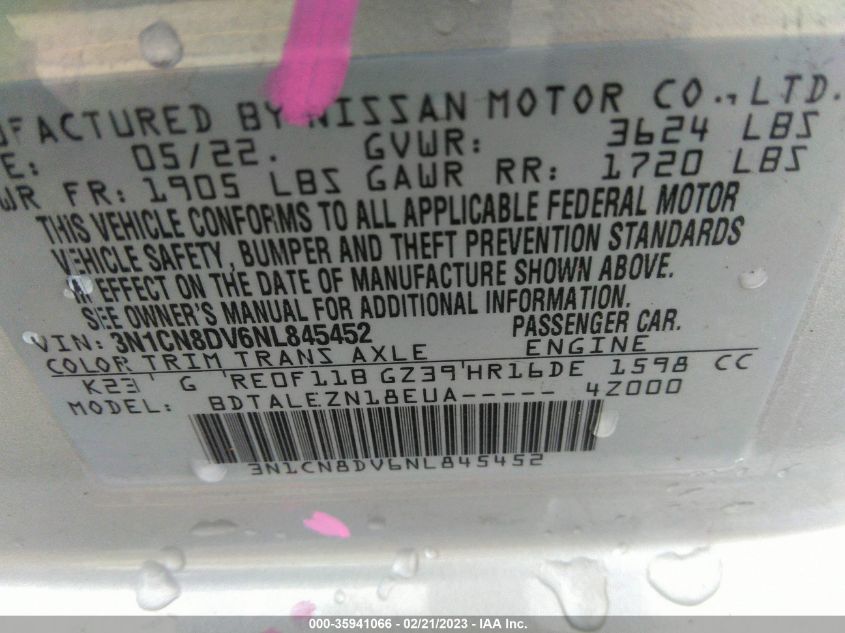 UFACTURED BY NISSAN MOTOR CO., LTD.
E: 05/22. GVWR: 3624 LBS
WR FR: 1905 LBS GAWR RR: 1720 LBS
THIS VEHICLE CONFORMS TO ALL APPLICABLE FEDERAL MOTOR
VEHICLE SAFETY, BUMPER AND THEFT PREVENTION STANDARDS
IN EFFECT ON THE DATE OF MANUFACTURE SHOWN ABOVE.
SEE OWNER'S MANUAL FOR ADDITIONAL INFORMATION.
VIN: 3N1CN8DV6NL845452 PASSENGER CAR.
COLOR TRIM TRANS AXLE ENGINE
K23 G RE0F11B GZ39 HR16DE 1598 CC
MODEL: BDTALEZN18EUA----- 4Z000
3N1CN8DV6NL845452
000-35941066 - 02/21/2023 - IAA Inc.